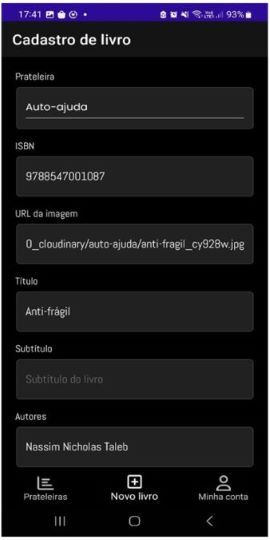 17:41 93%
Cadastro de livro
Prateleira
Auto-ajuda
ISBN
9788547001087
URL da imagem
0_cloudinary/auto-ajuda/anti-fragil_cy928w.jpg
Título
Anti-frágil
Subtítulo
Subtítulo do livro
Autores
Nassim Nicholas Taleb
Prateleiras Novo livro Minha conta